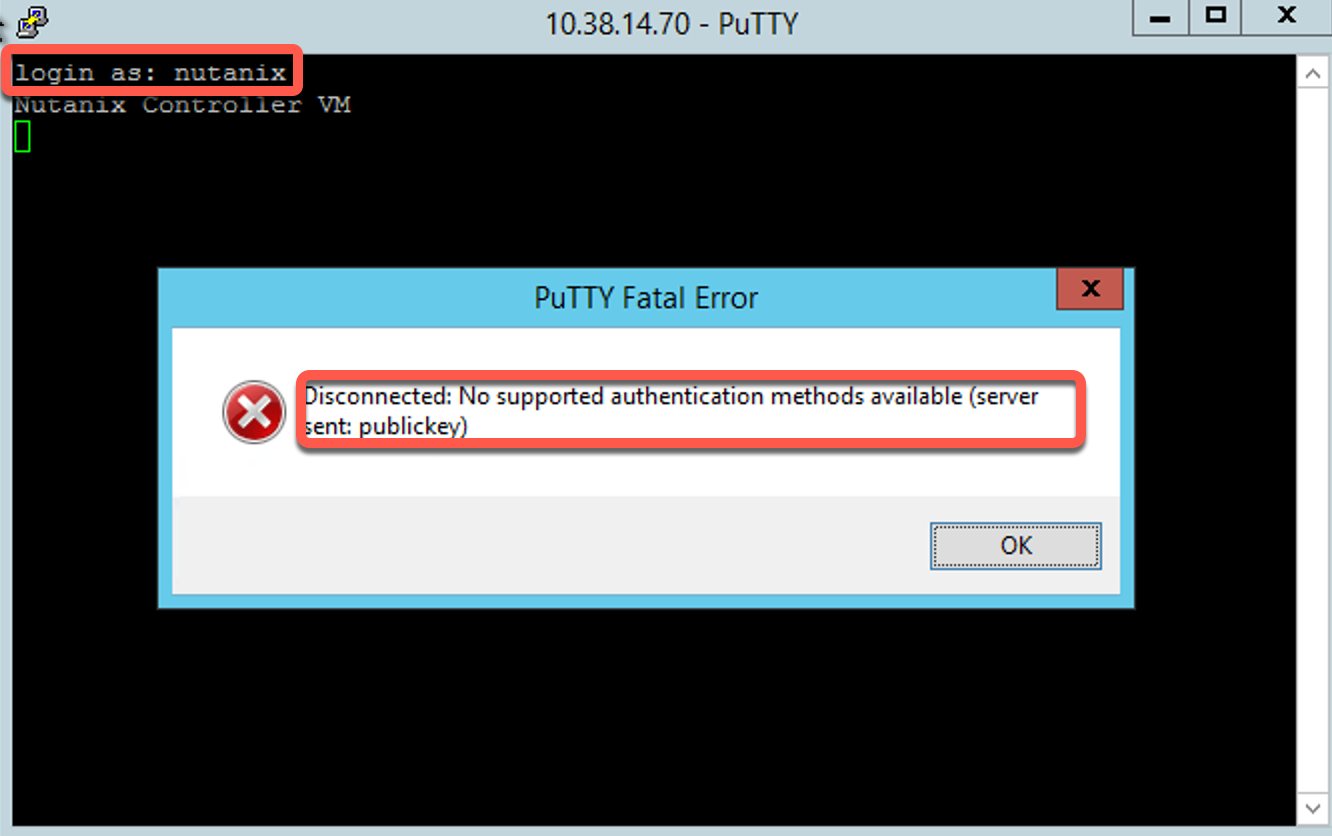 10.38.14.70 - PuTTY
login as: nutanix
Nutanix Controller VM
PuTTY Fatal Error
Disconnected: No supported authentication methods available (server
sent: publickey)
OK